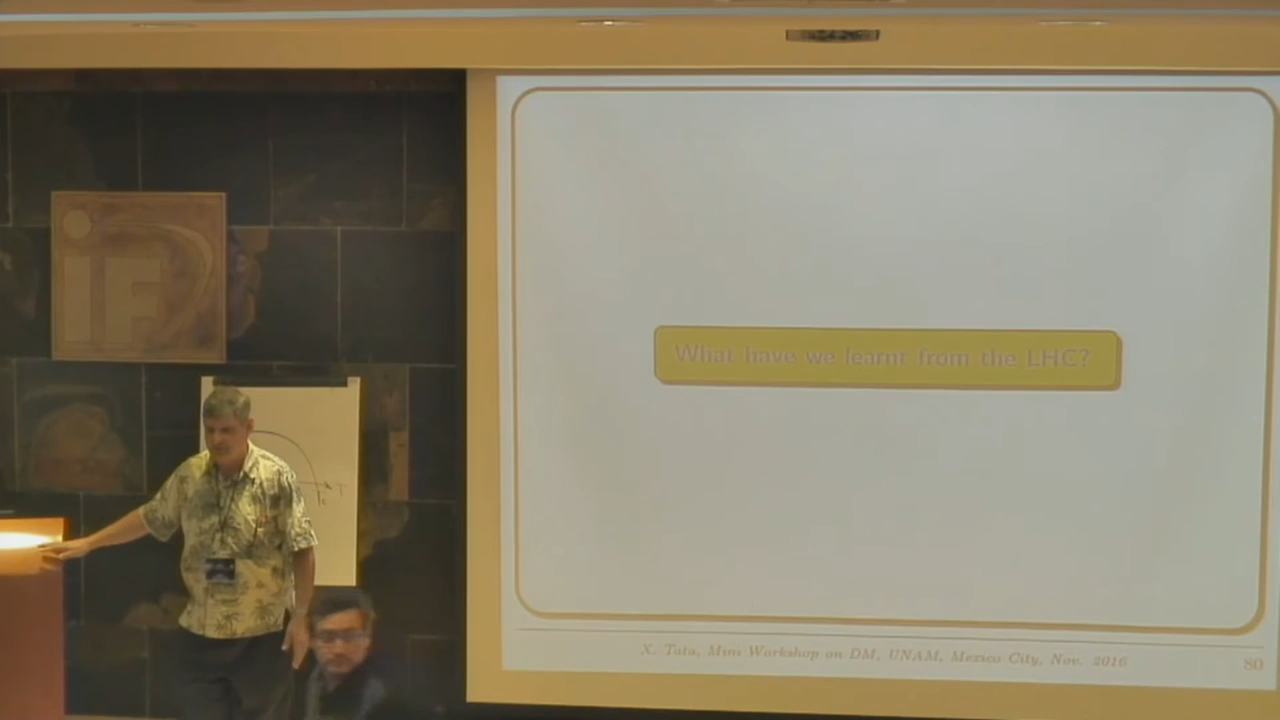 iF
What have we learnt from the LHC?
X. Tata, Mini Workshop on DM, UNAM, Mexico City, Nov. 2016
80